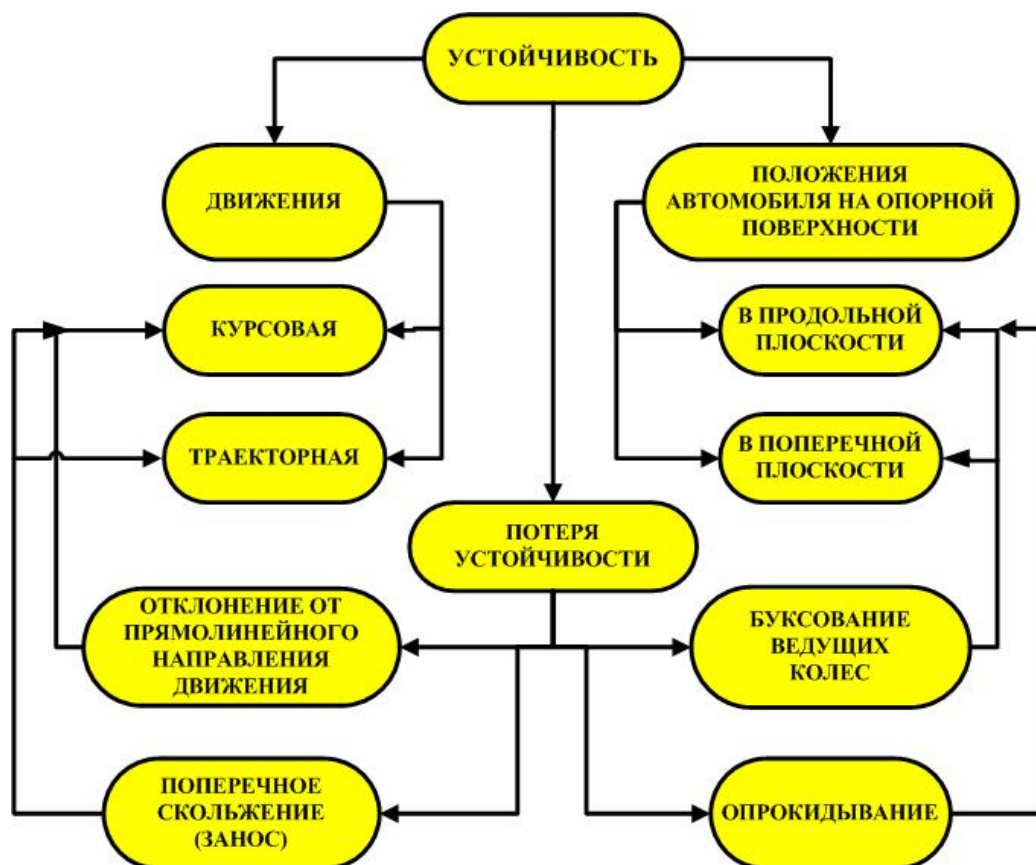 УСТОЙЧИВОСТЬ
ДВИЖЕНИЯ
ПОЛОЖЕНИЯ
АВТОМОБИЛЯ НА ОПОРНОЙ
ПОВЕРХНОСТИ
КУРСОВАЯ
В ПРОДОЛЬНОЙ
ПЛОСКОСТИ
ТРАЕКТОРНАЯ
В ПОПЕРЕЧНОЙ
ПЛОСКОСТИ
ПОТЕРЯ
УСТОЙЧИВОСТИ
ОТКЛОНЕНИЕ ОТ
ПРЯМОЛИНЕЙНОГО
НАПРАВЛЕНИЯ
ДВИЖЕНИЯ
БУКСОВАНИЕ
ВЕДУЩИХ
КОЛЕС
ПОПЕРЕЧНОЕ
СКОЛЬЖЕНИЕ
(ЗАНОС)
ОПРОКИДЫВАНИЕ